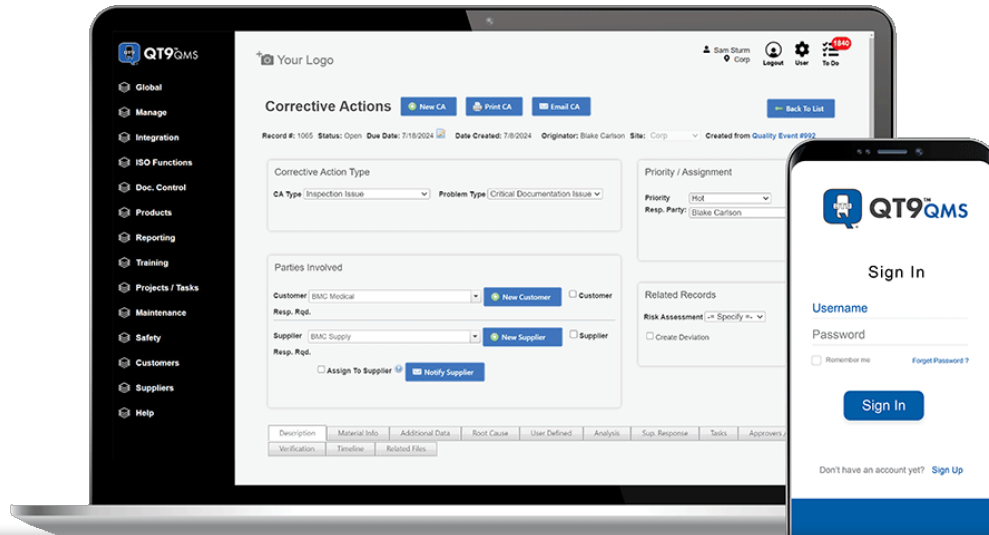 QT9™QMS
Your Logo
Sam Sturm
Corp
Logout
User
To Do
1840
Global
Manage
Integration
ISO Functions
Doc. Control
Products
Reporting
Training
Projects / Tasks
Maintenance
Safety
Customers
Suppliers
Help
Corrective Actions
New CA
Print CA
Email CA
Back To List
Record #: 1065 Status: Open Due Date: 7/18/2024 Date Created: 7/8/2024 Originator: Blake Carlson Site: Corp Created from Quality Event #992
Corrective Action Type
CA Type Inspection Issue Problem Type Critical Documentation Issue
Priority / Assignment
Priority Hot
Resp. Party: Blake Carlson
Parties Involved
Customer BMC Medical New Customer Customer
Resp. Rqd.
Supplier BMC Supply New Supplier Supplier
Resp. Rqd.
Assign To Supplier Notify Supplier
Related Records
Risk Assessment -= Specify =-
Create Deviation
Description Material Info Additional Data Root Cause User Defined Analysis Sup. Response Tasks Approvers /
Verification Timeline Related Files
QT9™QMS
Sign In
Username
Password
Remember me Forget Password ?
Sign In
Don't have an account yet? Sign Up